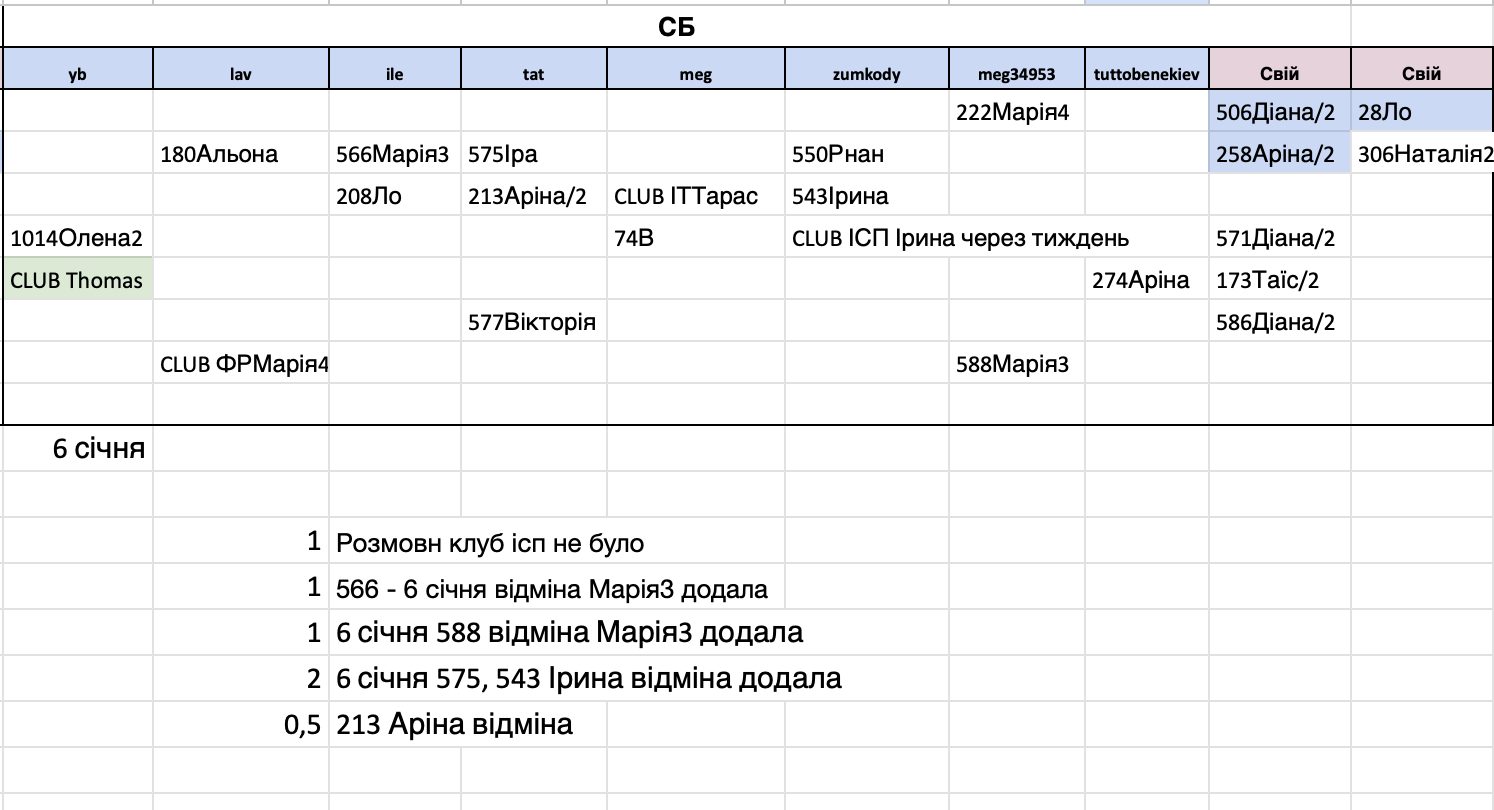 СБ
yb lav ile tat meg zumkody meg34953 tuttobenekiev Свій Свій
222Марія4 506Діана/2 28Ло
180Альона 566Марія3 575Іра 550Рнан 258Аріна/2 306Наталія2
208Ло 213Аріна/2 CLUB ІТТарас 543Ірина
1014Олена2 74В CLUB ІСП Ірина через тиждень 571Діана/2
CLUB Thomas 274Аріна 173Таїс/2
577Вікторія 586Діана/2
CLUB ФРМарія4 588Марія3
6 січня
1 Розмовн клуб ісп не було
1 566 - 6 січня відміна Марія3 додала
1 6 січня 588 відміна Марія3 додала
2 6 січня 575, 543 Ірина відміна додала
0,5 213 Аріна відміна